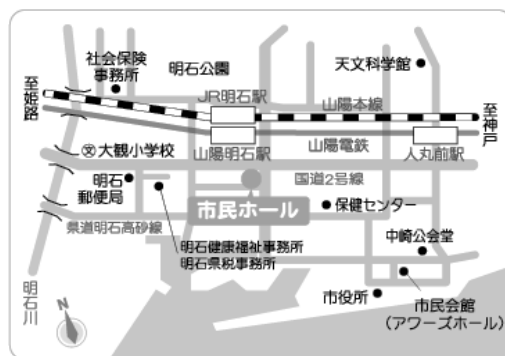 社会保険
事務所
明石公園
天文科学館
JR明石駅
山陽本線
至姫路
至神戸
山陽明石駅
山陽電鉄
人丸前駅
文大観小学校
国道2号線
明石
郵便局
市民ホール
保健センター
県道明石高砂線
中崎公会堂
明石健康福祉事務所
明石県税事務所
市役所
市民会館
(アワーズホール)
明石川
N